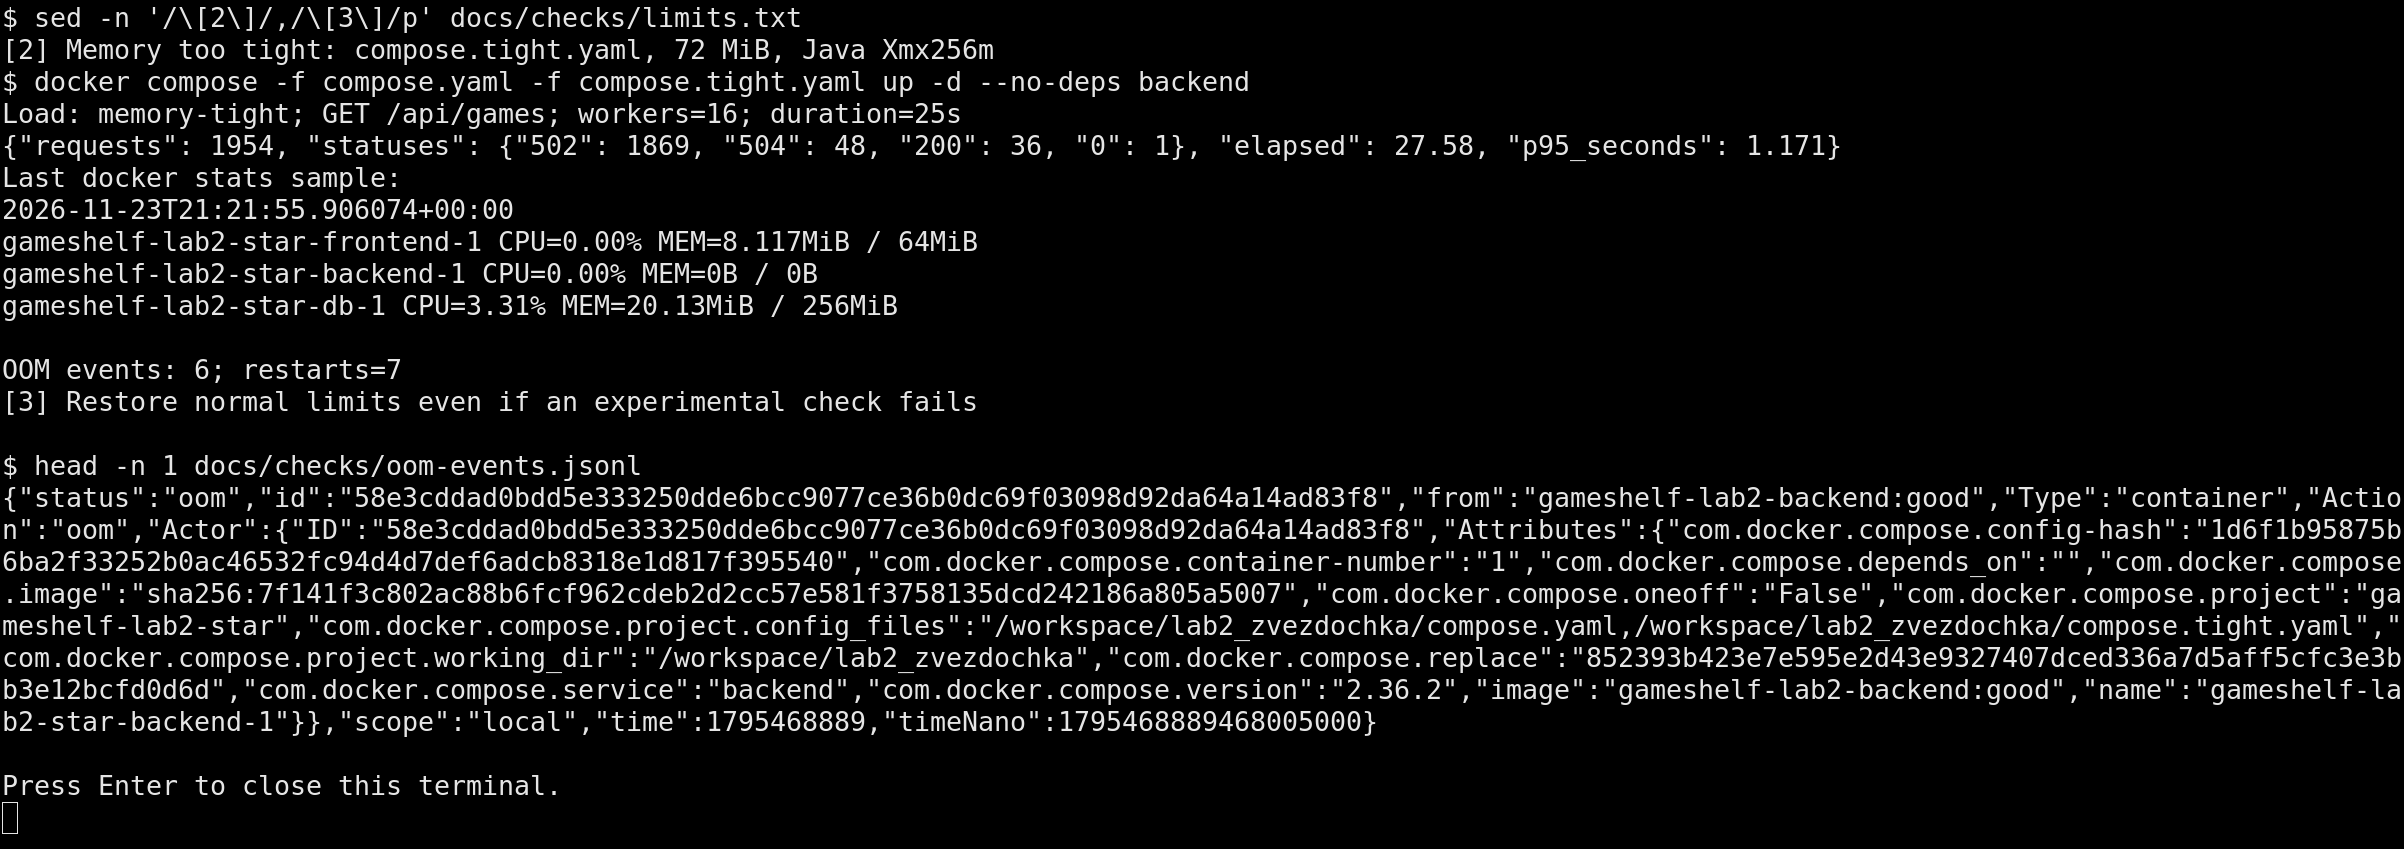 $ sed -n '/\[2\]/,/\[3\]/p' docs/checks/limits.txt
[2] Memory too tight: compose.tight.yaml, 72 MiB, Java Xmx256m
$ docker compose -f compose.yaml -f compose.tight.yaml up -d --no-deps backend
Load: memory-tight; GET /api/games; workers=16; duration=25s
{"requests": 1954, "statuses": {"502": 1869, "504": 48, "200": 36, "0": 1}, "elapsed": 27.58, "p95_seconds": 1.171}
Last docker stats sample:
2026-11-23T21:21:55.906074+00:00
gameshelf-lab2-star-frontend-1 CPU=0.00% MEM=8.117MiB / 64MiB
gameshelf-lab2-star-backend-1 CPU=0.00% MEM=0B / 0B
gameshelf-lab2-star-db-1 CPU=3.31% MEM=20.13MiB / 256MiB

OOM events: 6; restarts=7
[3] Restore normal limits even if an experimental check fails

$ head -n 1 docs/checks/oom-events.jsonl
{"status":"oom","id":"58e3cddad0bdd5e333250dde6bcc9077ce36b0dc69f03098d92da64a14ad83f8","from":"gameshelf-lab2-backend:good","Type":"container","Actio
n":"oom","Actor":{"ID":"58e3cddad0bdd5e333250dde6bcc9077ce36b0dc69f03098d92da64a14ad83f8","Attributes":{"com.docker.compose.config-hash":"1d6f1b95875b
6ba2f33252b0ac46532fc94d4d7def6adcb8318e1d817f395540","com.docker.compose.container-number":"1","com.docker.compose.depends_on":"","com.docker.compose
.image":"sha256:7f141f3c802ac88b6fcf962cdeb2d2cc57e581f3758135dcd242186a805a5007","com.docker.compose.oneoff":"False","com.docker.compose.project":"ga
meshelf-lab2-star","com.docker.compose.project.config_files":"/workspace/lab2_zvezdochka/compose.yaml,/workspace/lab2_zvezdochka/compose.tight.yaml","
com.docker.compose.project.working_dir":"/workspace/lab2_zvezdochka","com.docker.compose.replace":"852393b423e7e595e2d43e9327407dced336a7d5aff5cfc3e3b
b3e12bcfd0d6d","com.docker.compose.service":"backend","com.docker.compose.version":"2.36.2","image":"gameshelf-lab2-backend:good","name":"gameshelf-la
b2-star-backend-1"}},"scope":"local","time":1795468889,"timeNano":1795468889468005000}

Press Enter to close this terminal.